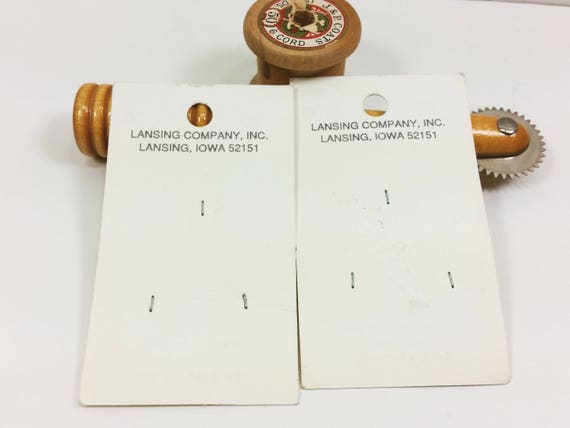 J. & P. COATS
6 CORD
LANSING COMPANY, INC.
LANSING, IOWA 52151
LANSING COMPANY, INC.
LANSING, IOWA 52151